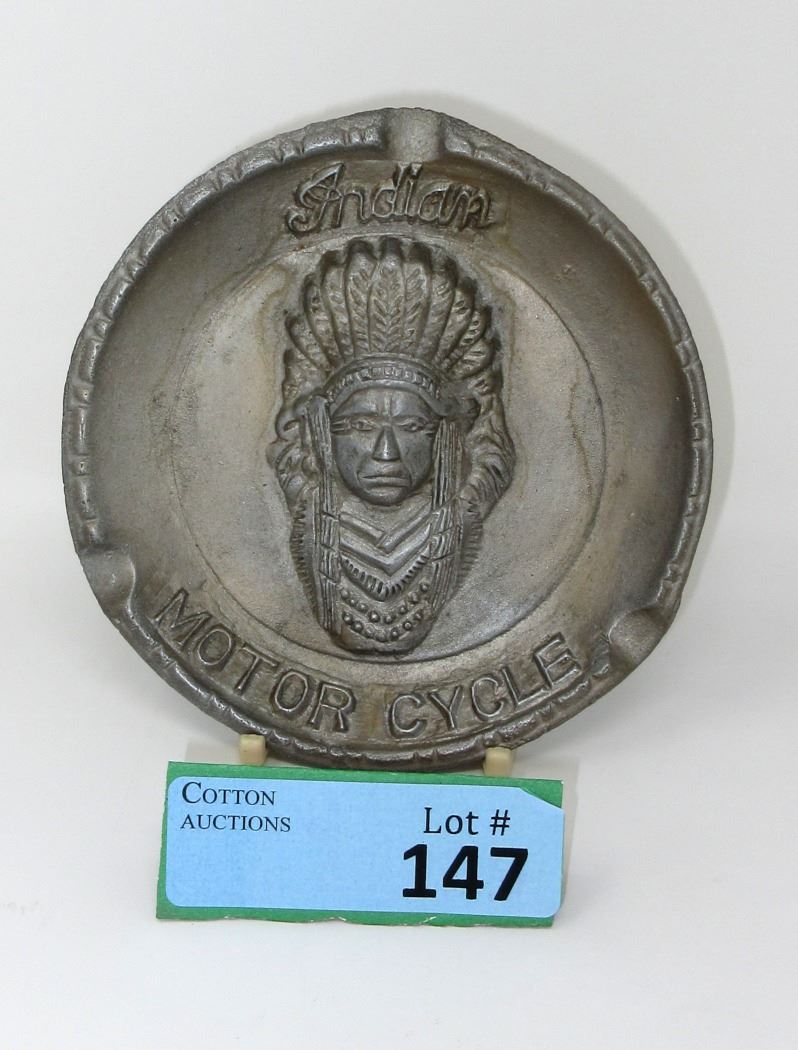 Indian
MOTOR CYCLE
COTTON
AUCTIONS
Lot #
147